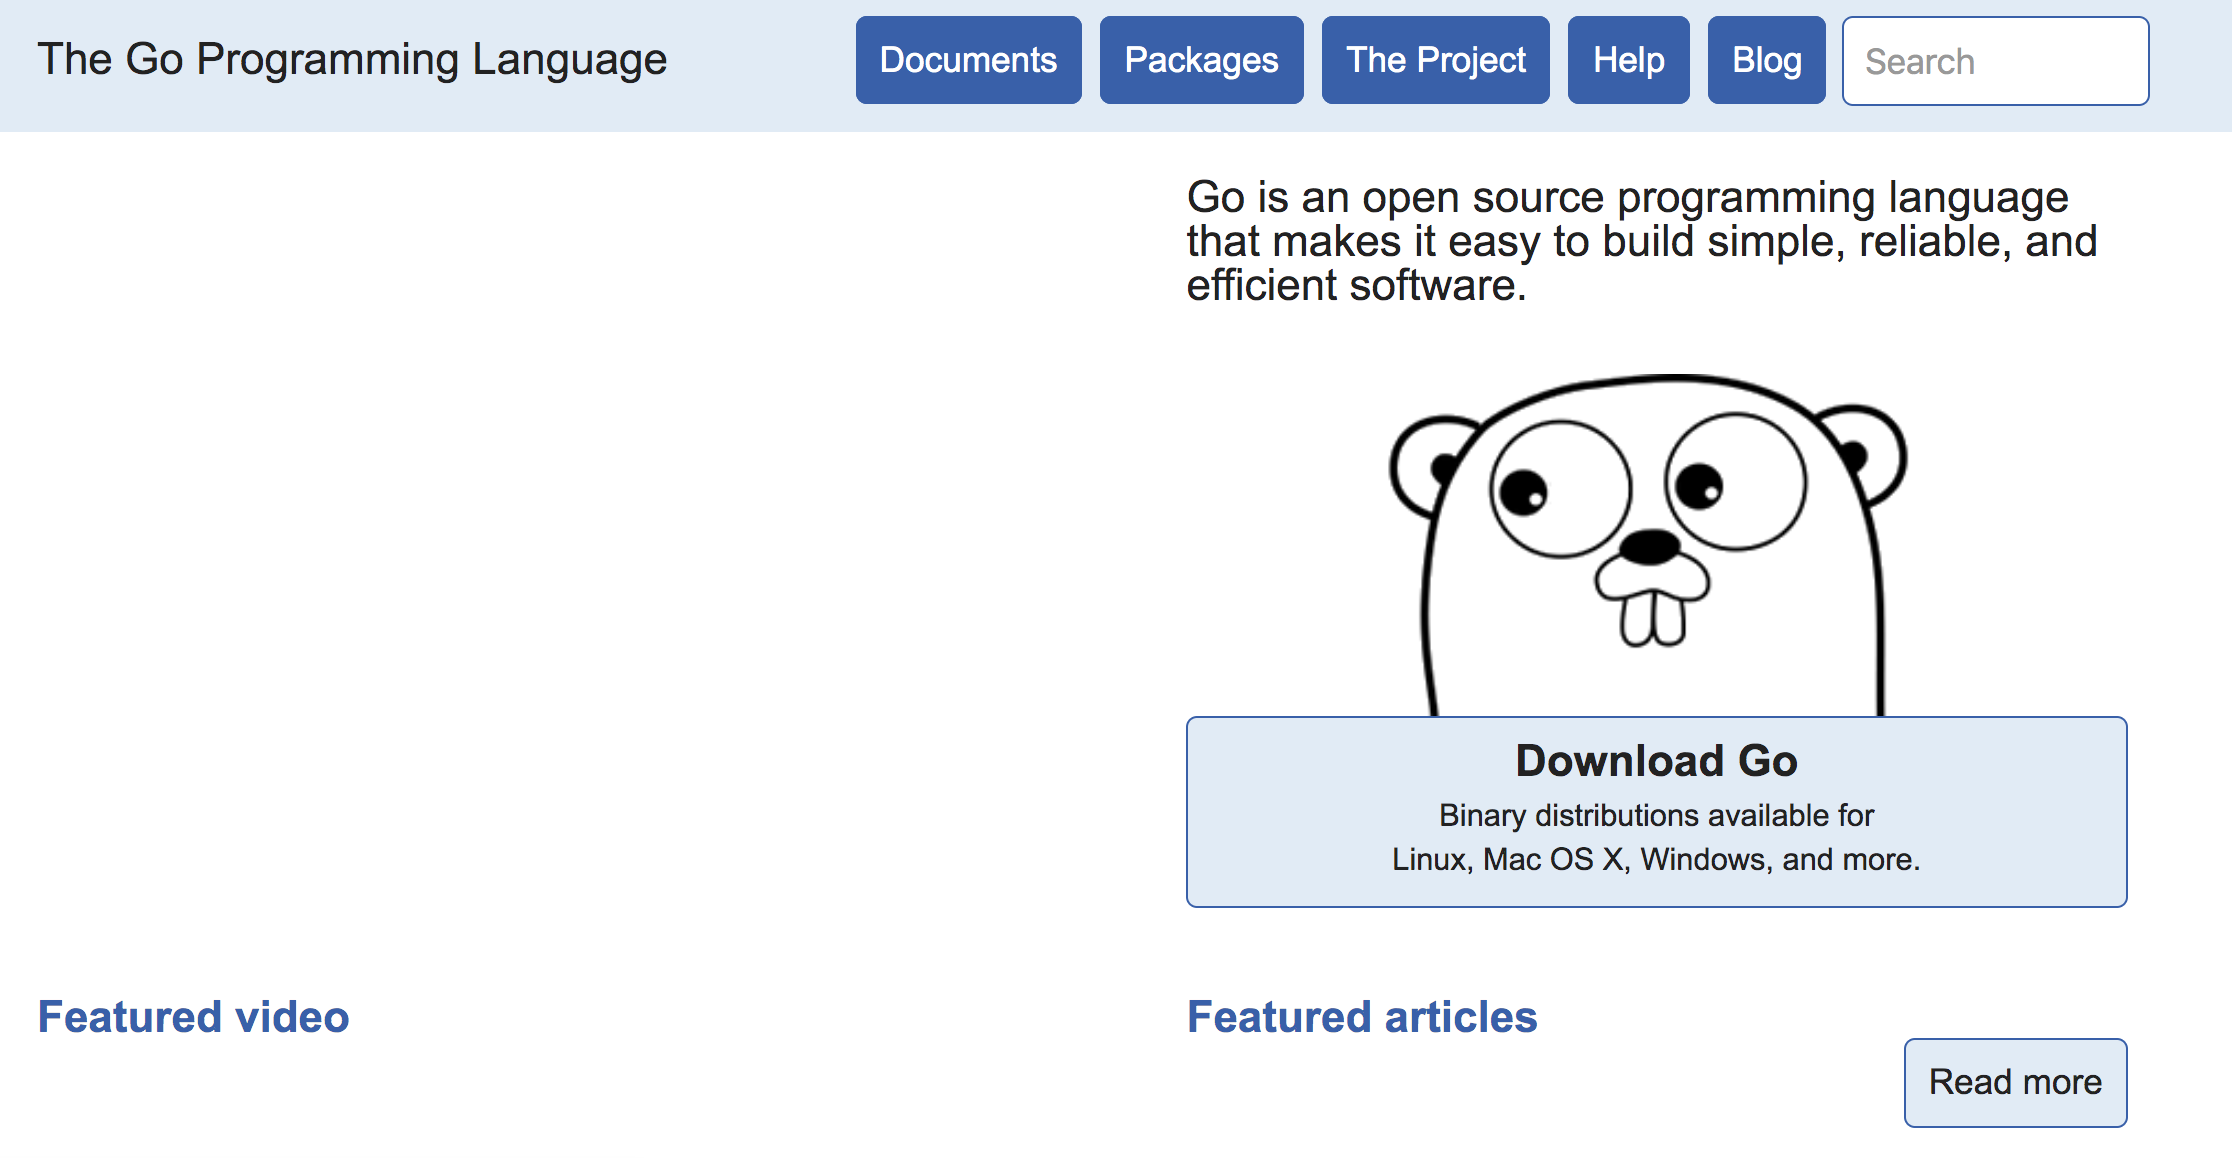 The Go Programming Language
Documents
Packages
The Project
Help
Blog
Search
Go is an open source programming language
that makes it easy to build simple, reliable, and
efficient software.
Download Go
Binary distributions available for
Linux, Mac OS X, Windows, and more.
Featured video
Featured articles
Read more